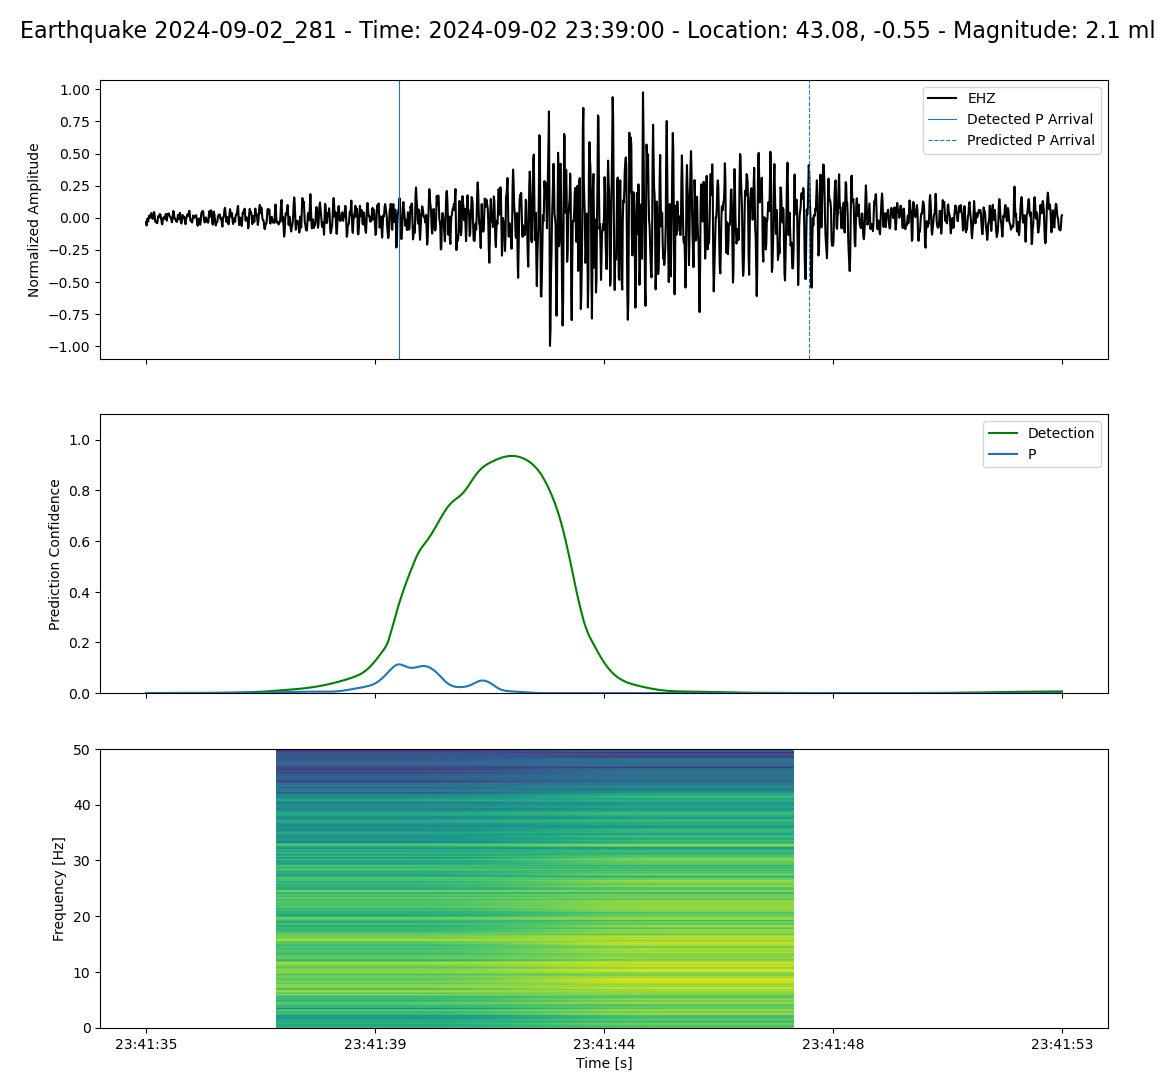 Earthquake 2024-09-02_281 - Time: 2024-09-02 23:39:00 - Location: 43.08, -0.55 - Magnitude: 2.1 ml
Normalized Amplitude
1.00
0.75
0.50
0.25
0.00
−0.25
−0.50
−0.75
−1.00
EHZ
Detected P Arrival
Predicted P Arrival
Prediction Confidence
1.0
0.8
0.6
0.4
0.2
0.0
Detection
P
Frequency [Hz]
50
40
30
20
10
0
23:41:35 23:41:39 23:41:44 23:41:48 23:41:53
Time [s]